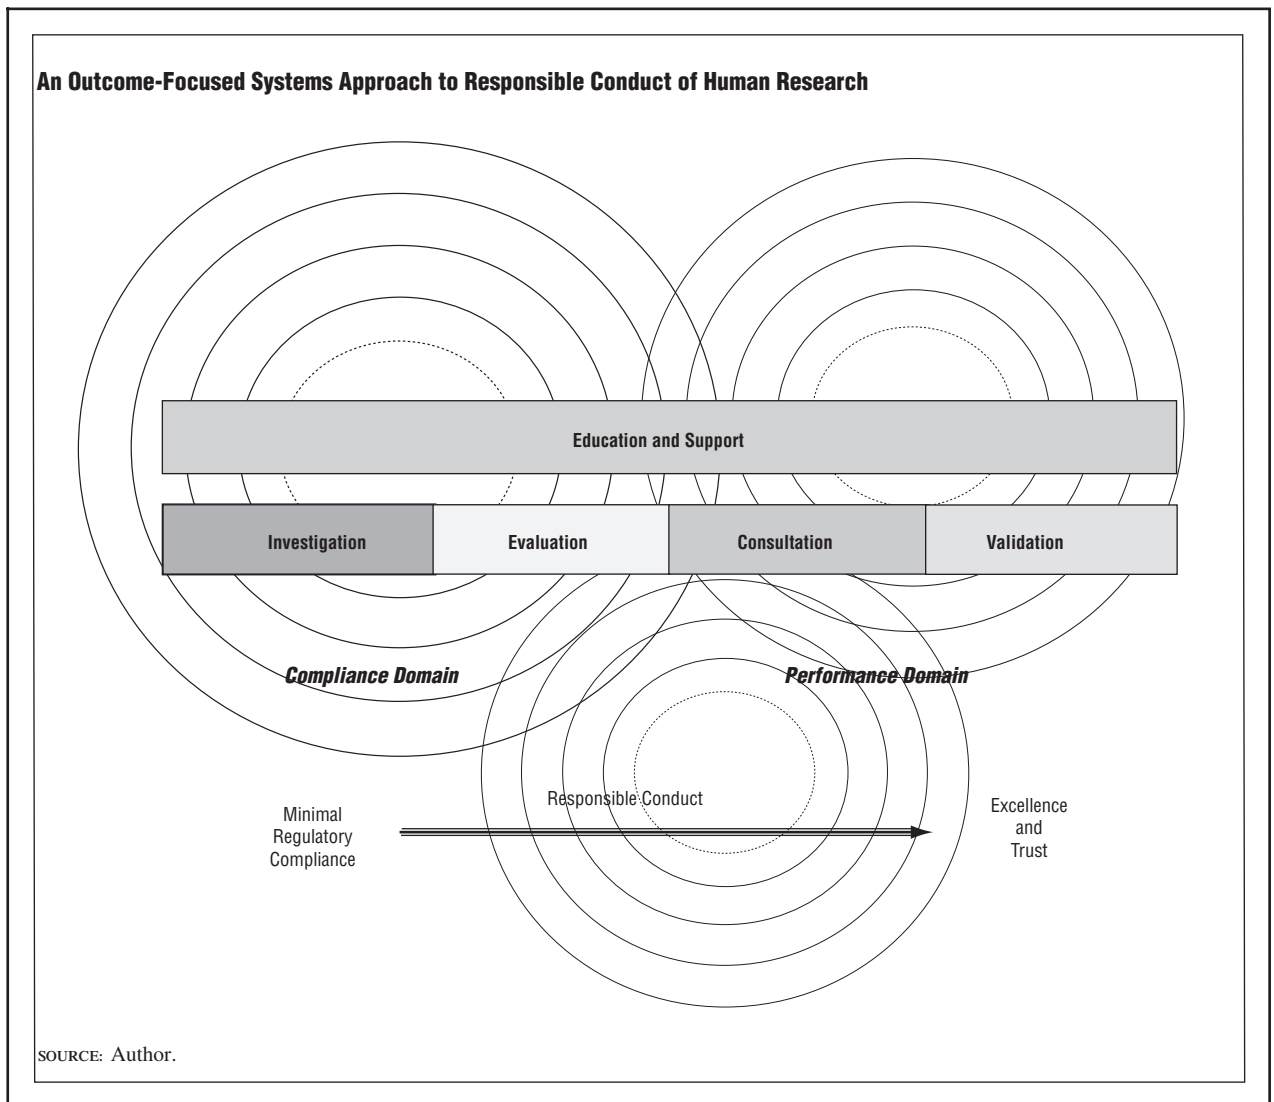 An Outcome-Focused Systems Approach to Responsible Conduct of Human Research
Education and Support
Investigation
Evaluation
Consultation
Validation
Compliance Domain
Performance Domain
Responsible Conduct
Minimal
Regulatory
Compliance
Excellence
and
Trust
SOURCE: Author.